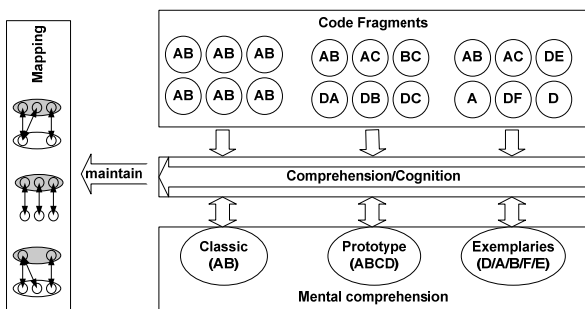 Code Fragments
AB AB AB AB AC BC AB AC DE
AB AB AB DA DB DC A DF D
Mapping
maintain
Comprehension/Cognition
Classic Prototype Exemplaries
(AB) (ABCD) (D/A/B/F/E)
Mental comprehension